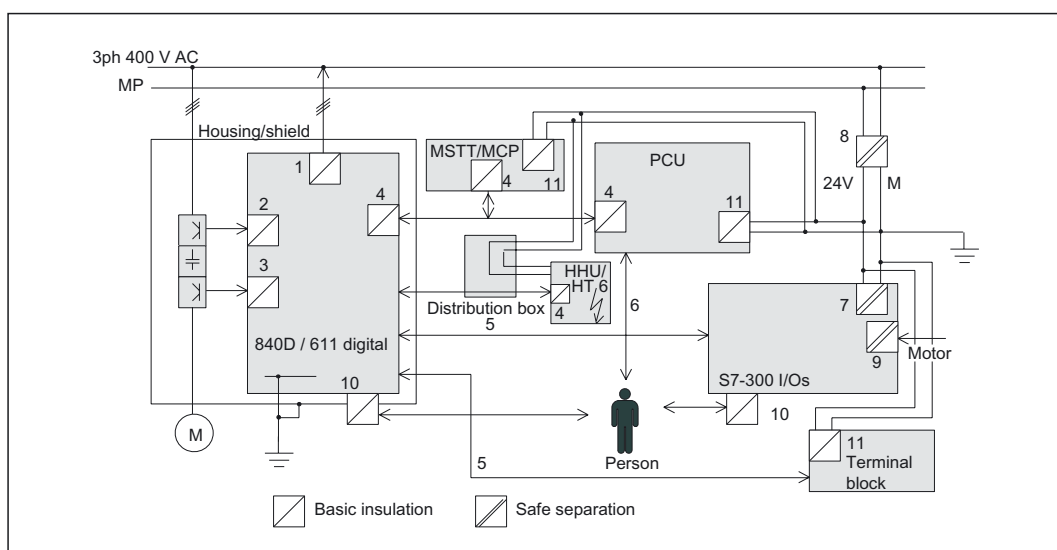 3ph 400 V AC
MP
Housing/shield
1
2
3
4
840D / 611 digital
10
M
MSTT/MCP
4
11
PCU
4
11
8
24V
M
Distribution box
HHU/
HT 6
4
5
6
7
9
Motor
S7-300 I/Os
10
Person
5
11
Terminal
block
Basic insulation
Safe separation